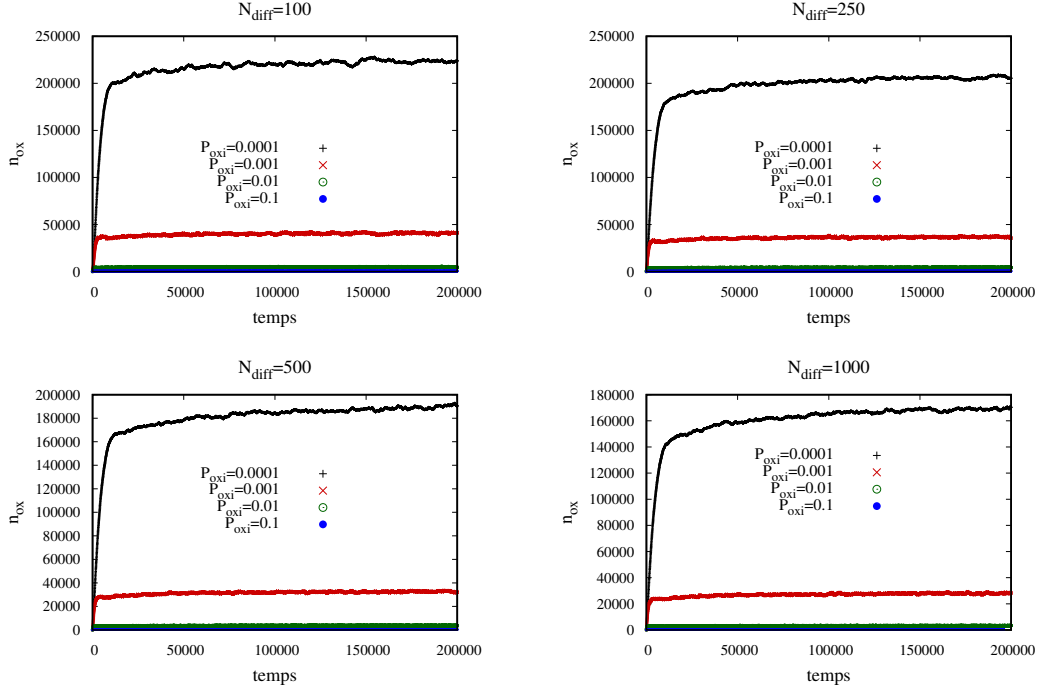 N_diff=100
250000
200000
150000
100000
50000
0
n_ox
P_oxi=0.0001
P_oxi=0.001
P_oxi=0.01
P_oxi=0.1
0 50000 100000 150000 200000
temps
N_diff=250
250000
200000
150000
100000
50000
0
n_ox
P_oxi=0.0001
P_oxi=0.001
P_oxi=0.01
P_oxi=0.1
0 50000 100000 150000 200000
temps
N_diff=500
200000
180000
160000
140000
120000
100000
80000
60000
40000
20000
0
n_ox
P_oxi=0.0001
P_oxi=0.001
P_oxi=0.01
P_oxi=0.1
0 50000 100000 150000 200000
temps
N_diff=1000
180000
160000
140000
120000
100000
80000
60000
40000
20000
0
n_ox
P_oxi=0.0001
P_oxi=0.001
P_oxi=0.01
P_oxi=0.1
0 50000 100000 150000 200000
temps